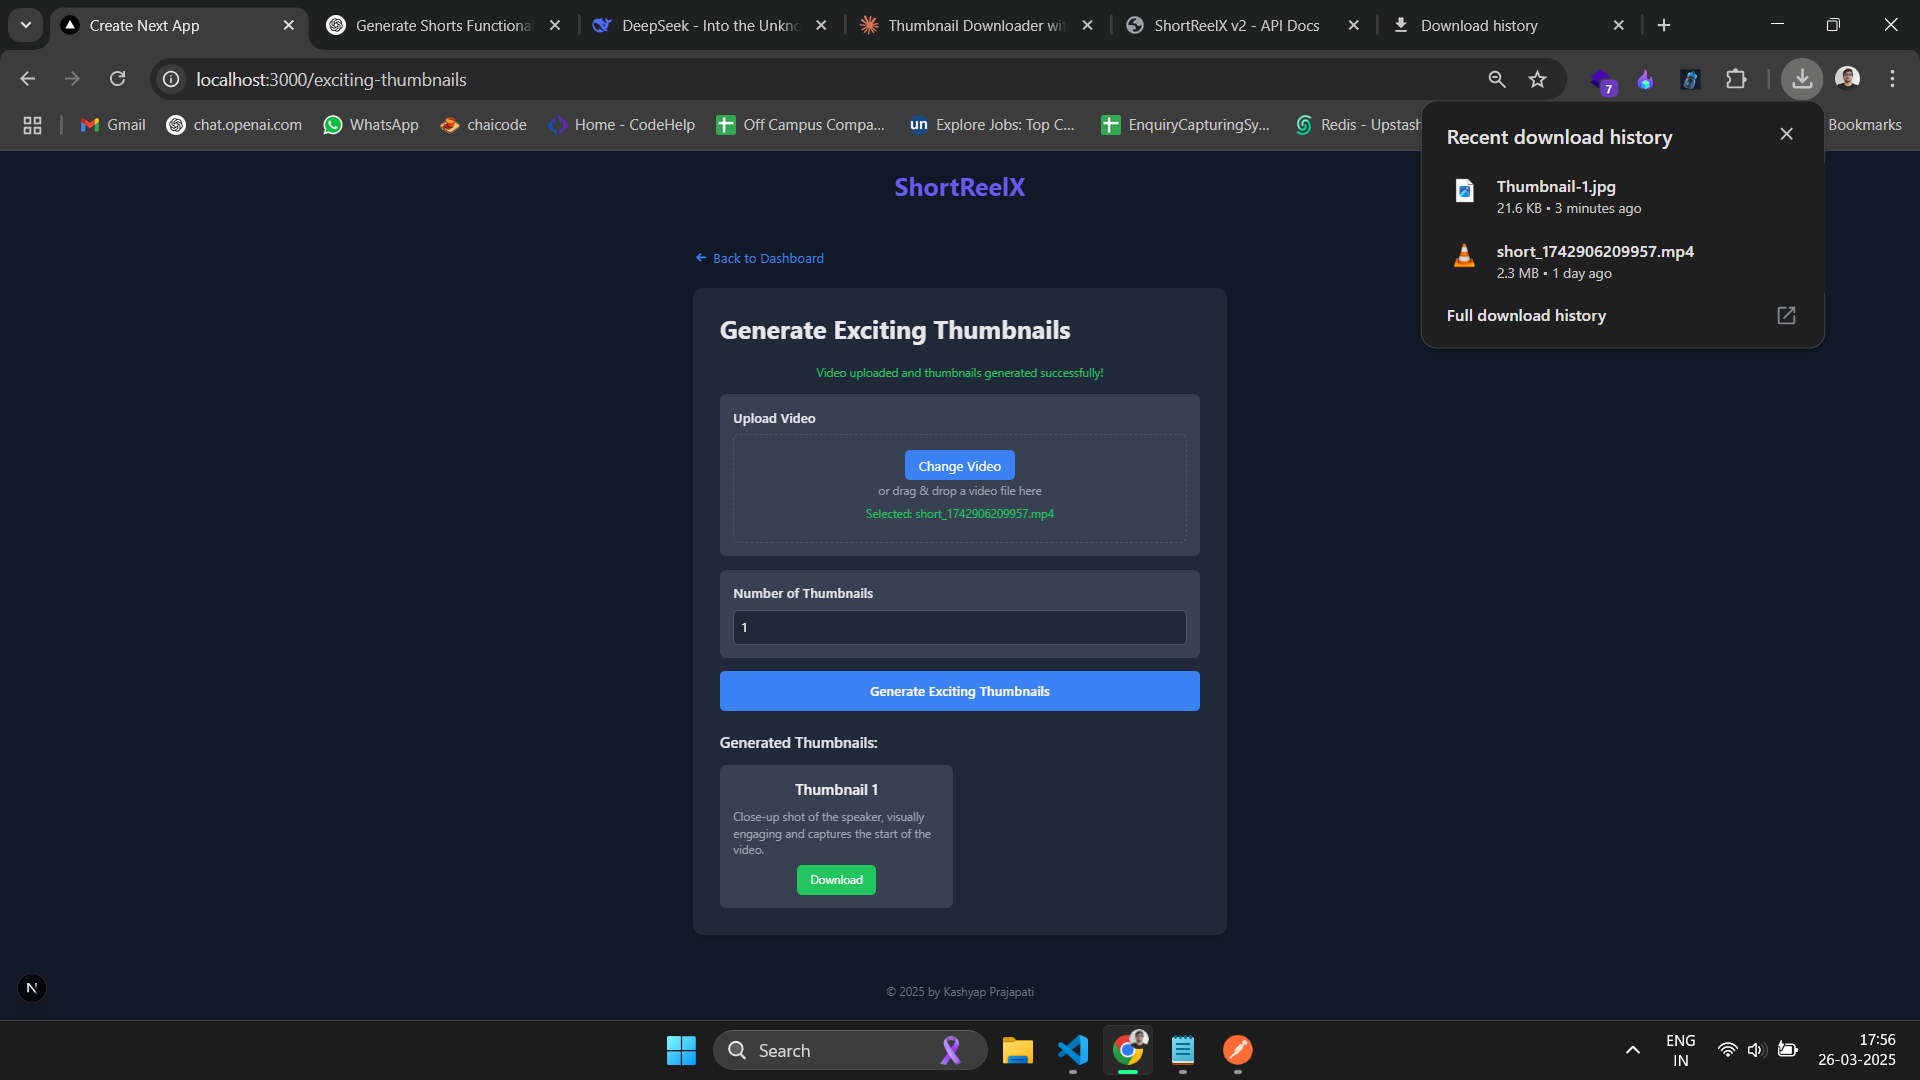 Create Next App
Generate Shorts Functiona
DeepSeek - Into the Unkno
Thumbnail Downloader wit
ShortReelX v2 - API Docs
Download history
localhost:3000/exciting-thumbnails
7
Gmail
chat.openai.com
WhatsApp
chaicode
Home - CodeHelp
Off Campus Compa...
un
Explore Jobs: Top C...
EnquiryCapturingSy...
Redis - Upstash
Bookmarks
Recent download history
Thumbnail-1.jpg
21.6 KB • 3 minutes ago
short_1742906209957.mp4
2.3 MB • 1 day ago
Full download history
ShortReelX
← Back to Dashboard
Generate Exciting Thumbnails
Video uploaded and thumbnails generated successfully!
Upload Video
Change Video
or drag & drop a video file here
Selected: short_1742906209957.mp4
Number of Thumbnails
1
Generate Exciting Thumbnails
Generated Thumbnails:
Thumbnail 1
Close-up shot of the speaker, visually
engaging and captures the start of the
video.
Download
N
© 2025 by Kashyap Prajapati
Search
ENG
IN
17:56
26-03-2025